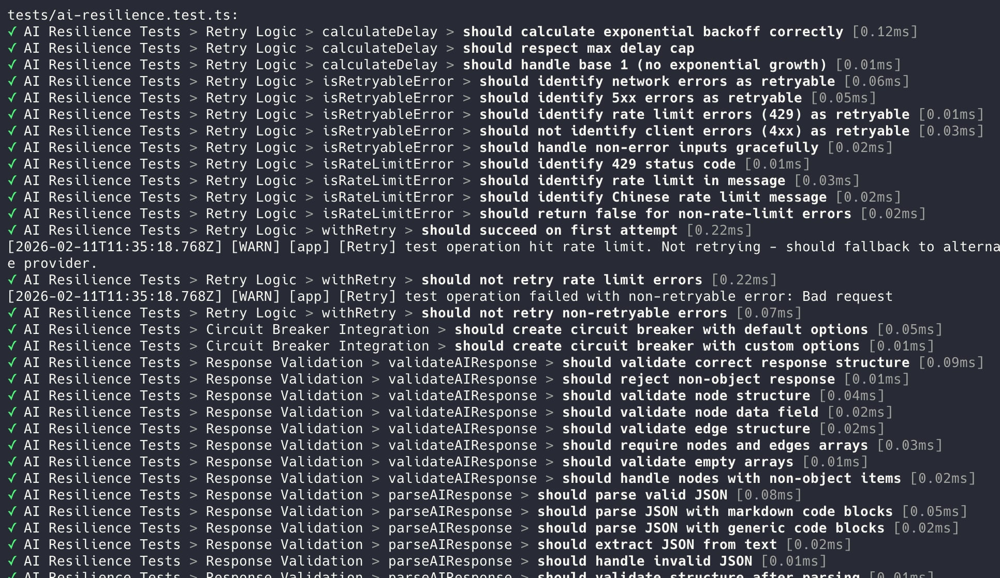 tests/ai-resilience.test.ts:
✓ AI Resilience Tests > Retry Logic > calculateDelay > should calculate exponential backoff correctly [0.12ms]
✓ AI Resilience Tests > Retry Logic > calculateDelay > should respect max delay cap
✓ AI Resilience Tests > Retry Logic > calculateDelay > should handle base 1 (no exponential growth) [0.01ms]
✓ AI Resilience Tests > Retry Logic > isRetryableError > should identify network errors as retryable [0.06ms]
✓ AI Resilience Tests > Retry Logic > isRetryableError > should identify 5xx errors as retryable [0.05ms]
✓ AI Resilience Tests > Retry Logic > isRetryableError > should identify rate limit errors (429) as retryable [0.01ms]
✓ AI Resilience Tests > Retry Logic > isRetryableError > should not identify client errors (4xx) as retryable [0.03ms]
✓ AI Resilience Tests > Retry Logic > isRetryableError > should handle non-error inputs gracefully [0.02ms]
✓ AI Resilience Tests > Retry Logic > isRateLimitError > should identify 429 status code [0.01ms]
✓ AI Resilience Tests > Retry Logic > isRateLimitError > should identify rate limit in message [0.03ms]
✓ AI Resilience Tests > Retry Logic > isRateLimitError > should identify Chinese rate limit message [0.02ms]
✓ AI Resilience Tests > Retry Logic > isRateLimitError > should return false for non-rate-limit errors [0.02ms]
✓ AI Resilience Tests > Retry Logic > withRetry > should succeed on first attempt [0.22ms]
[2026-02-11T11:35:18.768Z] [WARN] [app] [Retry] test operation hit rate limit. Not retrying - should fallback to alterna
e provider.
✓ AI Resilience Tests > Retry Logic > withRetry > should not retry rate limit errors [0.22ms]
[2026-02-11T11:35:18.768Z] [WARN] [app] [Retry] test operation failed with non-retryable error: Bad request
✓ AI Resilience Tests > Retry Logic > withRetry > should not retry non-retryable errors [0.07ms]
✓ AI Resilience Tests > Circuit Breaker Integration > should create circuit breaker with default options [0.05ms]
✓ AI Resilience Tests > Circuit Breaker Integration > should create circuit breaker with custom options [0.01ms]
✓ AI Resilience Tests > Response Validation > validateAIResponse > should validate correct response structure [0.09ms]
✓ AI Resilience Tests > Response Validation > validateAIResponse > should reject non-object response [0.01ms]
✓ AI Resilience Tests > Response Validation > validateAIResponse > should validate node structure [0.04ms]
✓ AI Resilience Tests > Response Validation > validateAIResponse > should validate node data field [0.02ms]
✓ AI Resilience Tests > Response Validation > validateAIResponse > should validate edge structure [0.02ms]
✓ AI Resilience Tests > Response Validation > validateAIResponse > should require nodes and edges arrays [0.03ms]
✓ AI Resilience Tests > Response Validation > validateAIResponse > should validate empty arrays [0.01ms]
✓ AI Resilience Tests > Response Validation > validateAIResponse > should handle nodes with non-object items [0.02ms]
✓ AI Resilience Tests > Response Validation > parseAIResponse > should parse valid JSON [0.08ms]
✓ AI Resilience Tests > Response Validation > parseAIResponse > should parse JSON with markdown code blocks [0.05ms]
✓ AI Resilience Tests > Response Validation > parseAIResponse > should parse JSON with generic code blocks [0.02ms]
✓ AI Resilience Tests > Response Validation > parseAIResponse > should extract JSON from text [0.02ms]
✓ AI Resilience Tests > Response Validation > parseAIResponse > should handle invalid JSON [0.01ms]
✓ AI Resilience Tests > Response Validation > parseAIResponse > should validate structure after parsing [0.01ms]